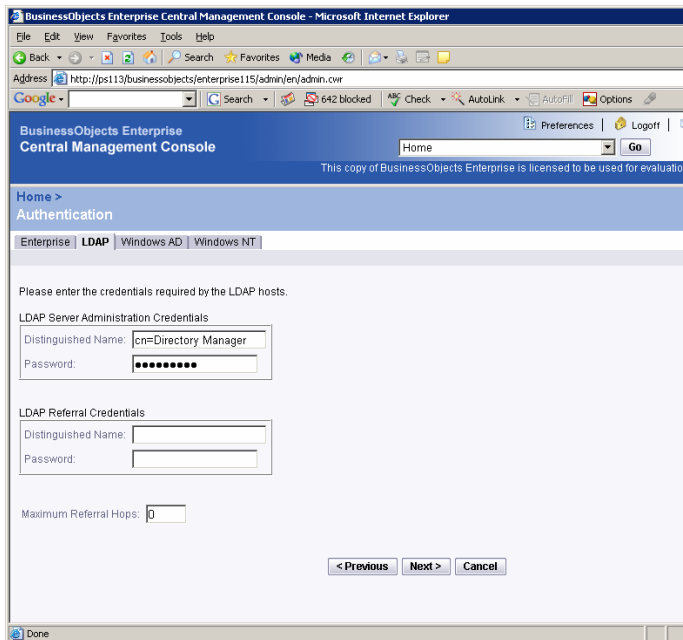 BusinessObjects Enterprise Central Management Console - Microsoft Internet Explorer
File Edit View Favorites Tools Help
Back Search Favorites Media
Address http://ps113/businessobjects/enterprise115/admin/en/admin.cwr
Google Search 642 blocked ABC Check AutoLink AutoFill Options
BusinessObjects Enterprise
Preferences | Logoff |
Central Management Console
Home Go
This copy of BusinessObjects Enterprise is licensed to be used for evaluatio
Home >
Authentication
Enterprise | LDAP | Windows AD | Windows NT |
Please enter the credentials required by the LDAP hosts.
LDAP Server Administration Credentials
Distinguished Name: cn=Directory Manager
Password: ●●●●●●●●●
LDAP Referral Credentials
Distinguished Name:
Password:
Maximum Referral Hops: 0
< Previous Next > Cancel
Done